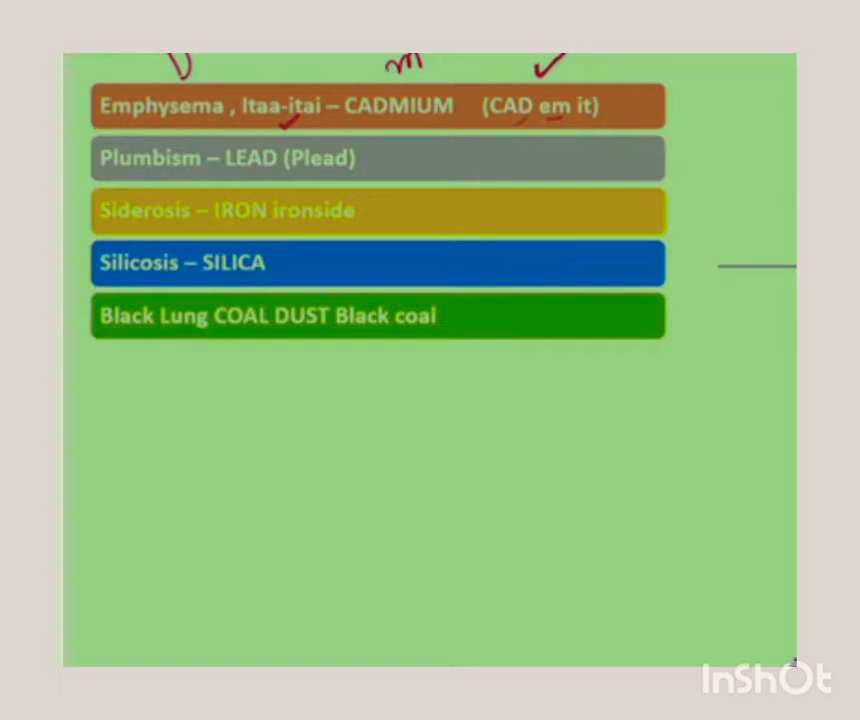 Emphysema , Itaa-itai – CADMIUM (CAD em it)
Plumbism – LEAD (Plead)
Siderosis – IRON ironside
Silicosis – SILICA
Black Lung COAL DUST Black coal
InShOt